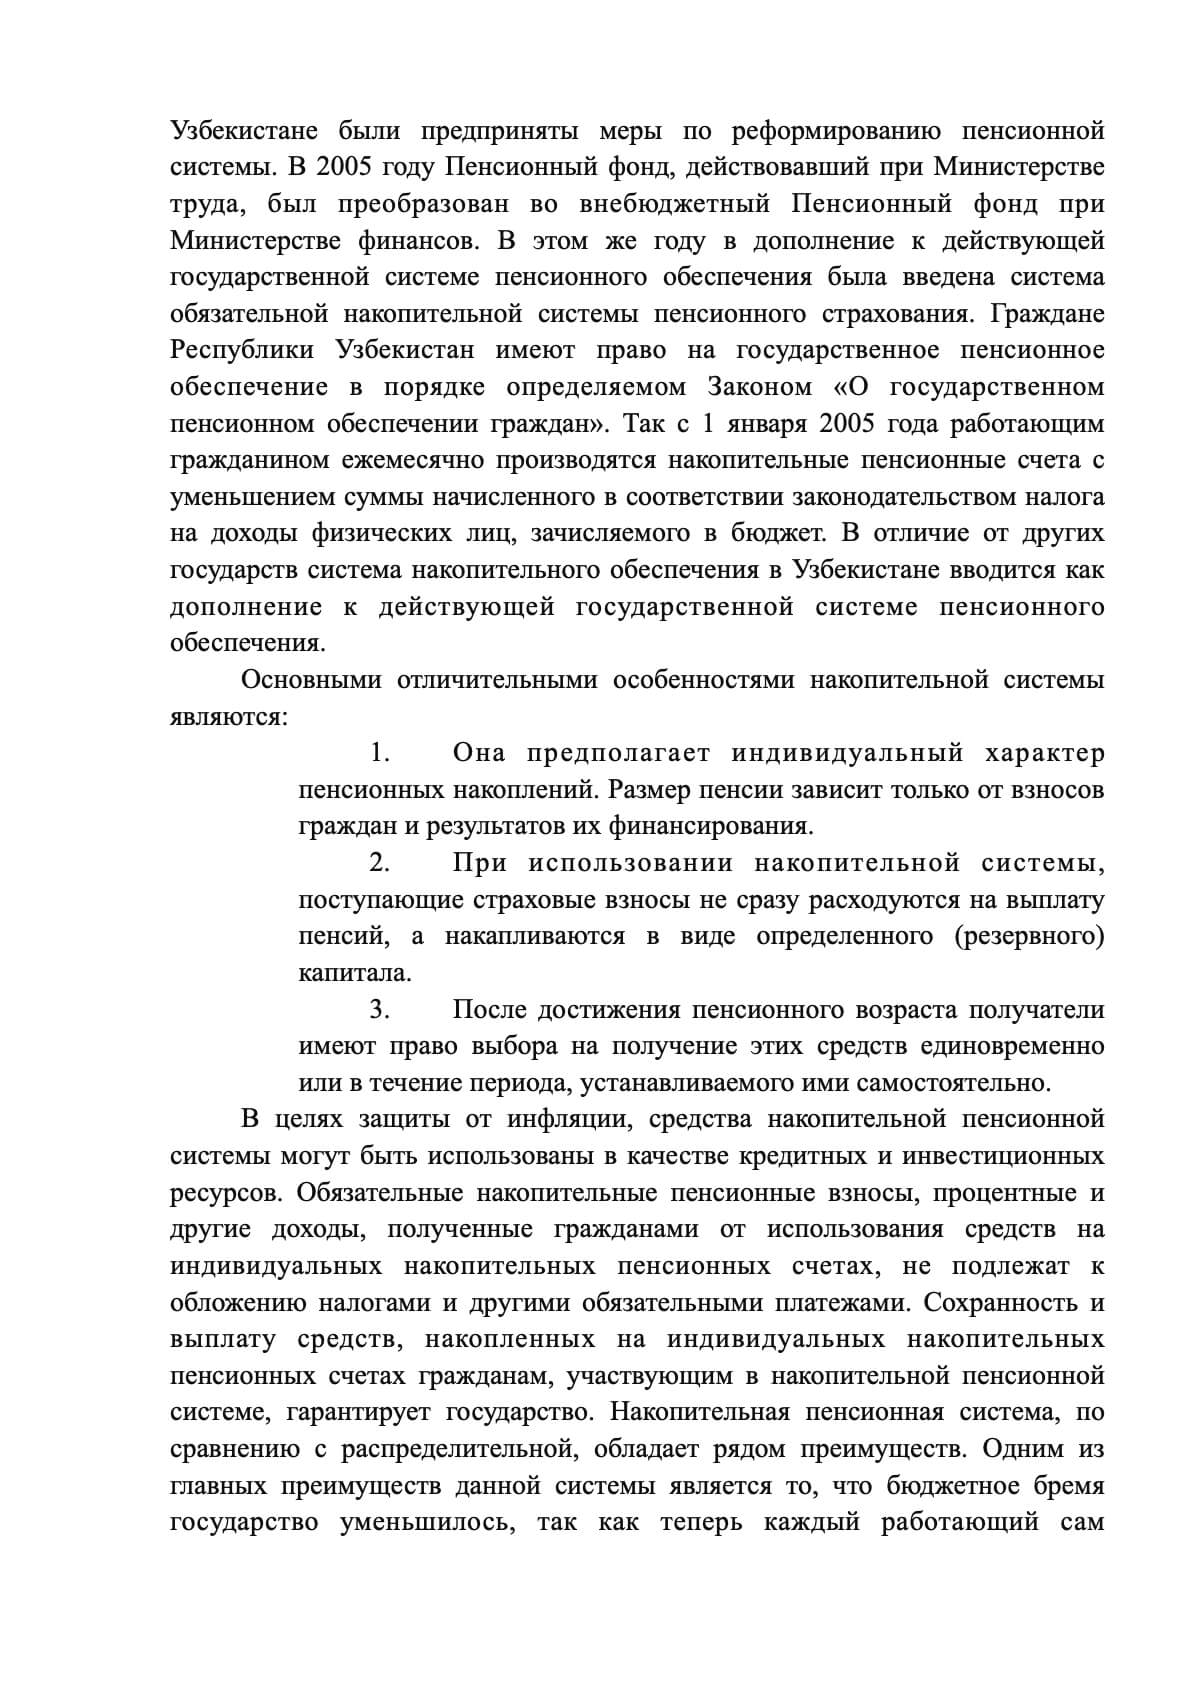 Узбекистане были предприняты меры по реформированию пенсионной
системы. В 2005 году Пенсионный фонд, действовавший при Министерстве
труда, был преобразован во внебюджетный Пенсионный фонд при
Министерстве финансов. В этом же году в дополнение к действующей
государственной системе пенсионного обеспечения была введена система
обязательной накопительной системы пенсионного страхования. Граждане
Республики Узбекистан имеют право на государственное пенсионное
обеспечение в порядке определяемом Законом «О государственном
пенсионном обеспечении граждан». Так с 1 января 2005 года работающим
гражданином ежемесячно производятся накопительные пенсионные счета с
уменьшением суммы начисленного в соответствии законодательством налога
на доходы физических лиц, зачисляемого в бюджет. В отличие от других
государств система накопительного обеспечения в Узбекистане вводится как
дополнение к действующей государственной системе пенсионного
обеспечения.
Основными отличительными особенностями накопительной системы
являются:
1. Она предполагает индивидуальный характер
пенсионных накоплений. Размер пенсии зависит только от взносов
граждан и результатов их финансирования.
2. При использовании накопительной системы,
поступающие страховые взносы не сразу расходуются на выплату
пенсий, а накапливаются в виде определенного (резервного)
капитала.
3. После достижения пенсионного возраста получатели
имеют право выбора на получение этих средств единовременно
или в течение периода, устанавливаемого ими самостоятельно.
В целях защиты от инфляции, средства накопительной пенсионной
системы могут быть использованы в качестве кредитных и инвестиционных
ресурсов. Обязательные накопительные пенсионные взносы, процентные и
другие доходы, полученные гражданами от использования средств на
индивидуальных накопительных пенсионных счетах, не подлежат к
обложению налогами и другими обязательными платежами. Сохранность и
выплату средств, накопленных на индивидуальных накопительных
пенсионных счетах гражданам, участвующим в накопительной пенсионной
системе, гарантирует государство. Накопительная пенсионная система, по
сравнению с распределительной, обладает рядом преимуществ. Одним из
главных преимуществ данной системы является то, что бюджетное бремя
государство уменьшилось, так как теперь каждый работающий сам